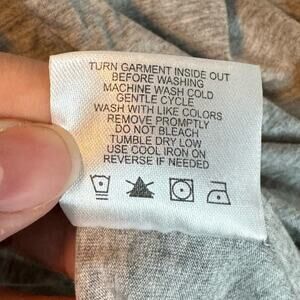 TURN GARMENT INSIDE OUT
BEFORE WASHING
MACHINE WASH COLD
GENTLE CYCLE
WASH WITH LIKE COLORS
REMOVE PROMPTLY
DO NOT BLEACH
TUMBLE DRY LOW
USE COOL IRON ON
REVERSE IF NEEDED